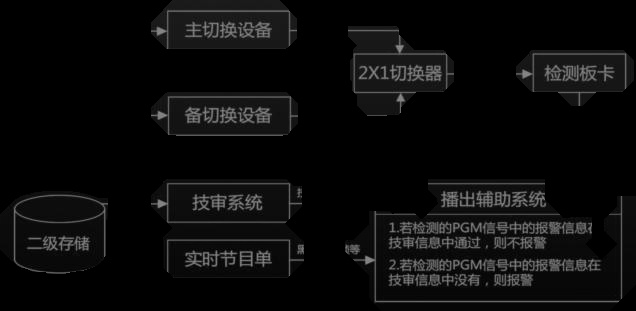 主切换设备
2X1切换器
检测板卡
备切换设备
技审系统
播出辅助系统
二级存储
1.若检测的PGM信号中的报警信息在
技审信息中通过，则不报警
实时节目单
2.若检测的PGM信号中的报警信息在
技审信息中没有，则报警